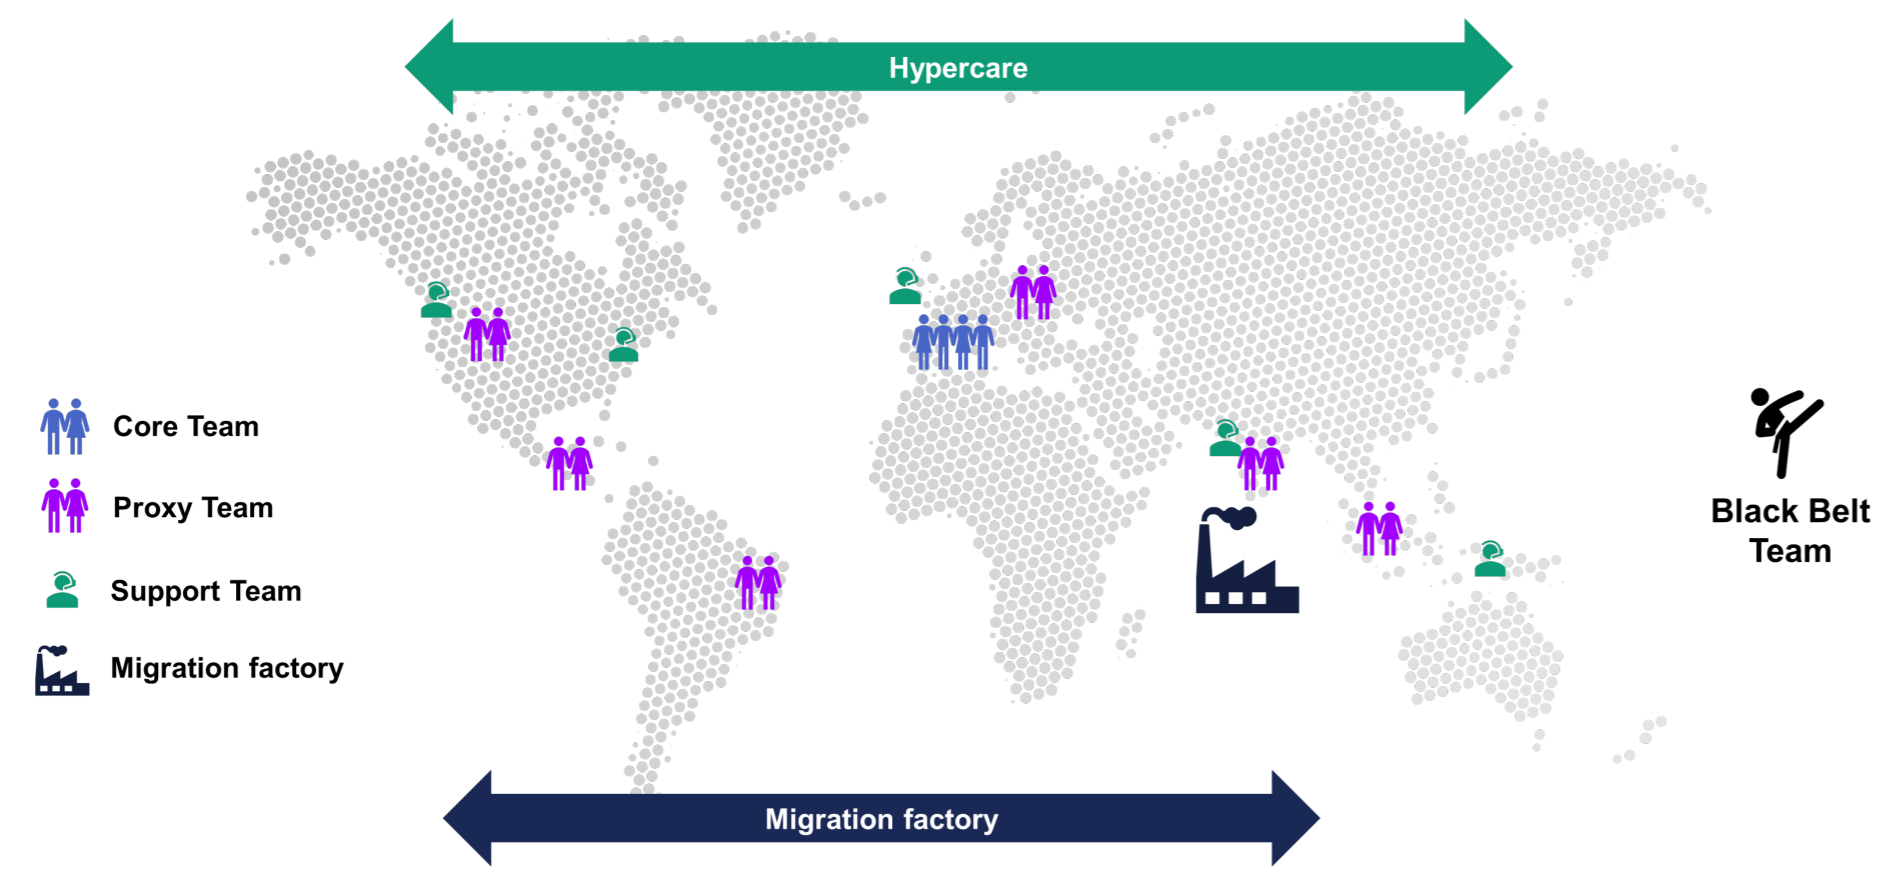 Hypercare
Core Team
Proxy Team
Support Team
Migration factory
Black Belt
Team
Migration factory